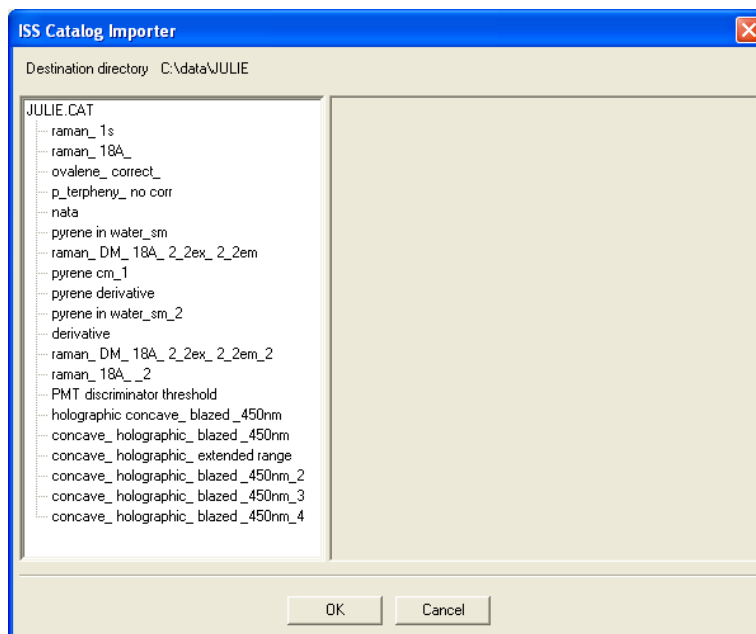 ISS Catalog Importer
Destination directory C:\data\JULIE
JULIE.CAT
raman_ 1s
raman_ 18A_
ovalene_ correct_
p_terpheny_ no corr
nata
pyrene in water_sm
raman_ DM_ 18A_ 2_2ex_ 2_2em
pyrene cm_1
pyrene derivative
pyrene in water_sm_2
derivative
raman_ DM_ 18A_ 2_2ex_ 2_2em_2
raman_ 18A_ _2
PMT discriminator threshold
holographic concave_ blazed _450nm
concave_ holographic_ blazed _450nm
concave_ holographic_ extended range
concave_ holographic_ blazed _450nm_2
concave_ holographic_ blazed _450nm_3
concave_ holographic_ blazed _450nm_4
OK Cancel